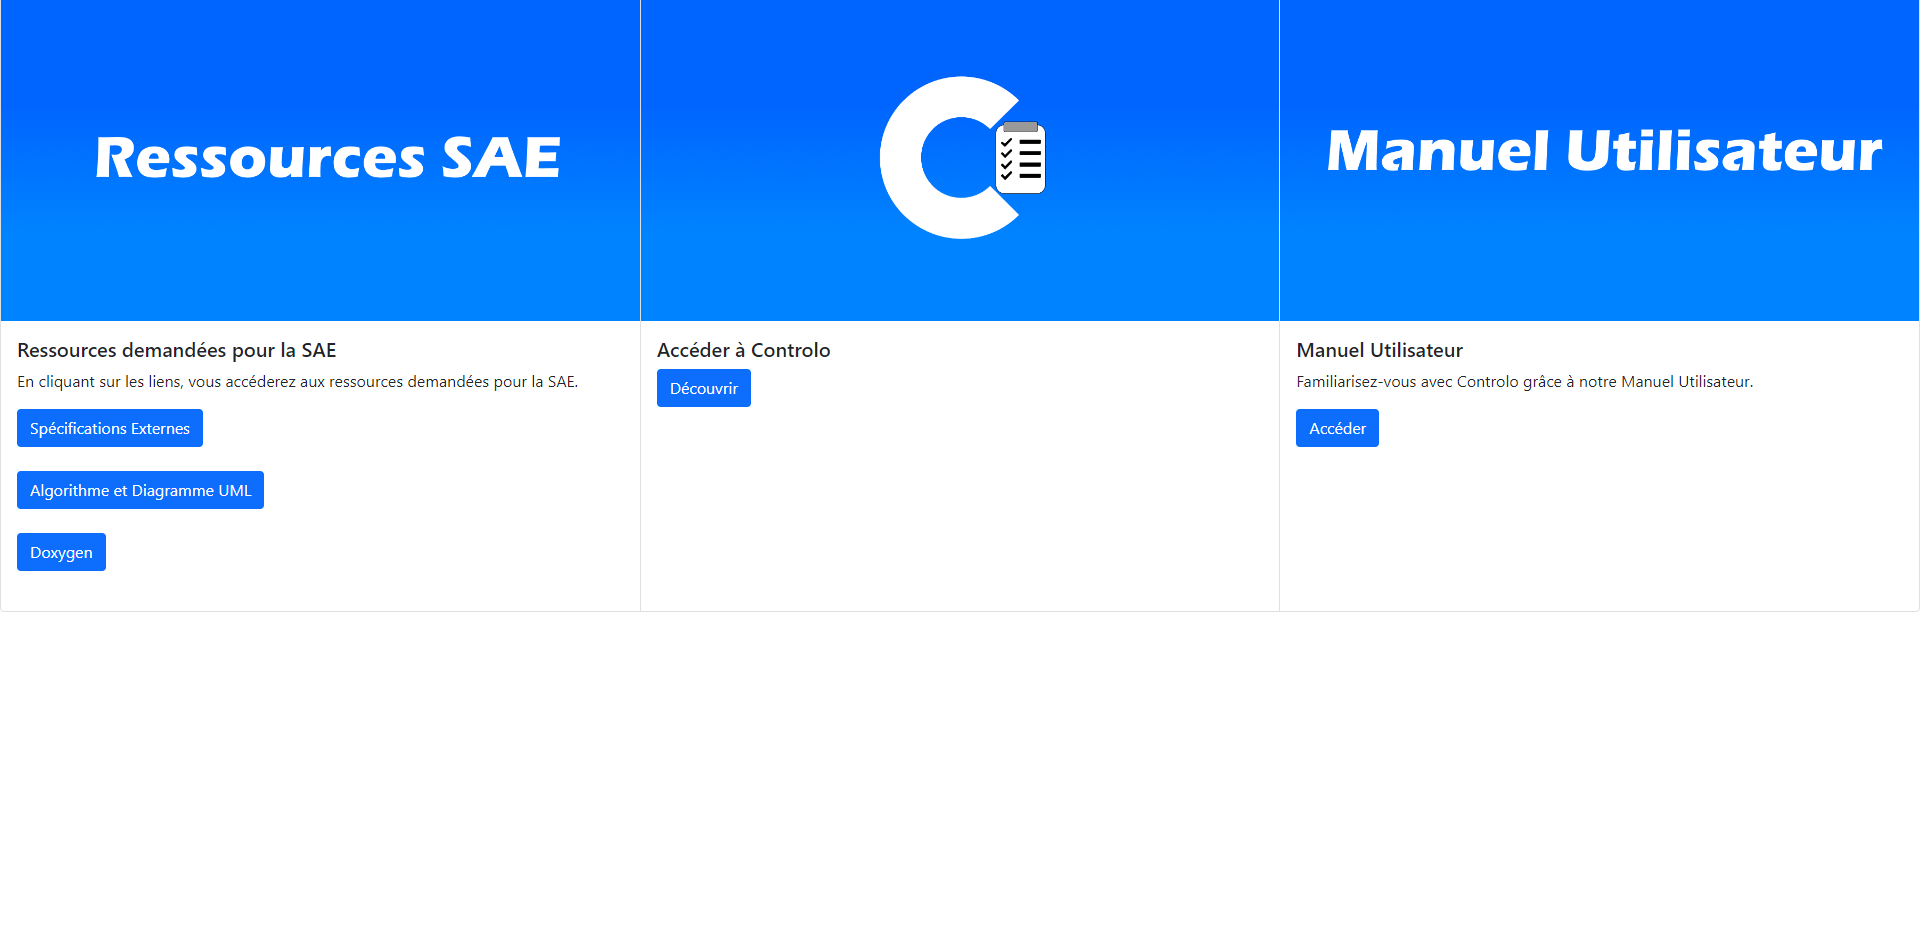 Ressources SAE
Ressources demandées pour la SAE
En cliquant sur les liens, vous accéderez aux ressources demandées pour la SAE.
Spécifications Externes
Algorithme et Diagramme UML
Doxygen
Accéder à Controlo
Découvrir
Manuel Utilisateur
Manuel Utilisateur
Familiarisez-vous avec Controlo grâce à notre Manuel Utilisateur.
Accéder